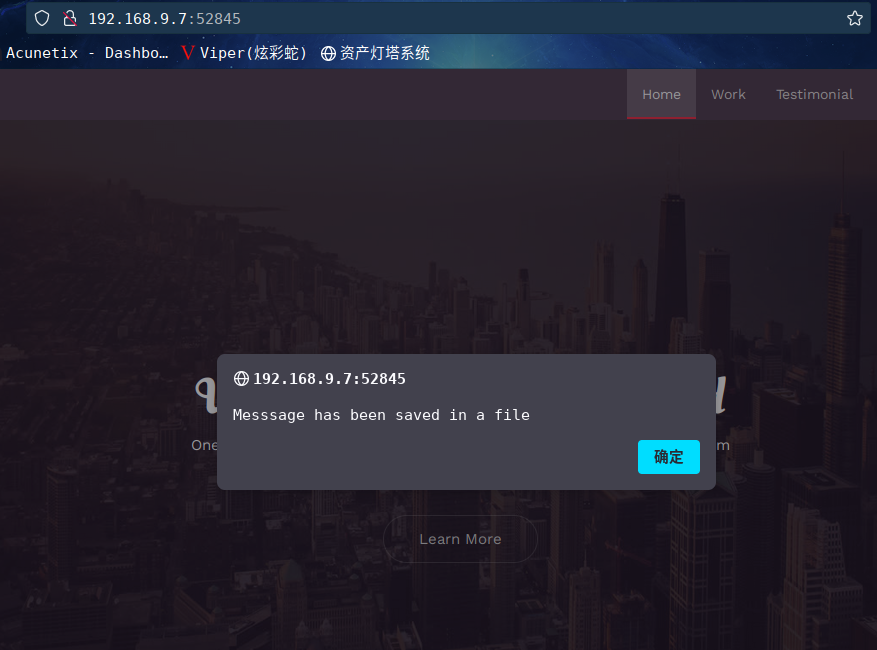 192.168.9.7:52845
Acunetix - Dashbo… Viper(炫彩蛇) 资产灯塔系统
Home Work Testimonial
192.168.9.7:52845
Messsage has been saved in a file
One
确定
Learn More